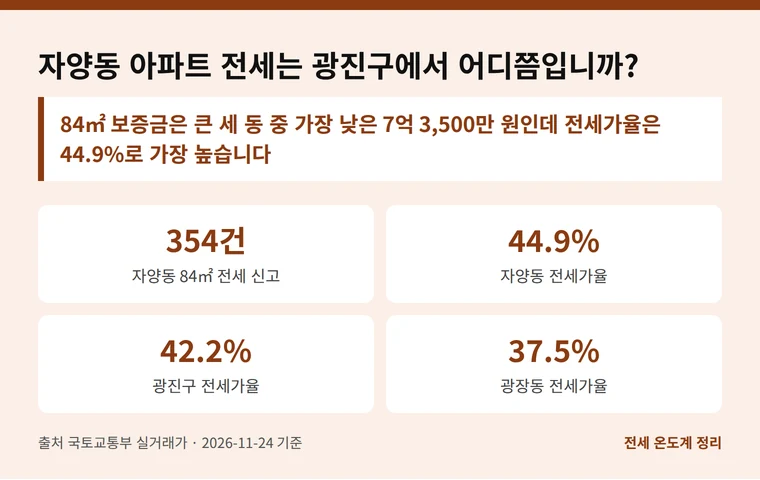 자양동 아파트 전세는 광진구에서 어디쯤입니까?
84㎡ 보증금은 큰 세 동 중 가장 낮은 7억 3,500만 원인데 전세가율은
44.9%로 가장 높습니다
354건
자양동 84㎡ 전세 신고
44.9%
자양동 전세가율
42.2%
광진구 전세가율
37.5%
광장동 전세가율
출처 국토교통부 실거래가 · 2026-11-24 기준
전세 온도계 정리